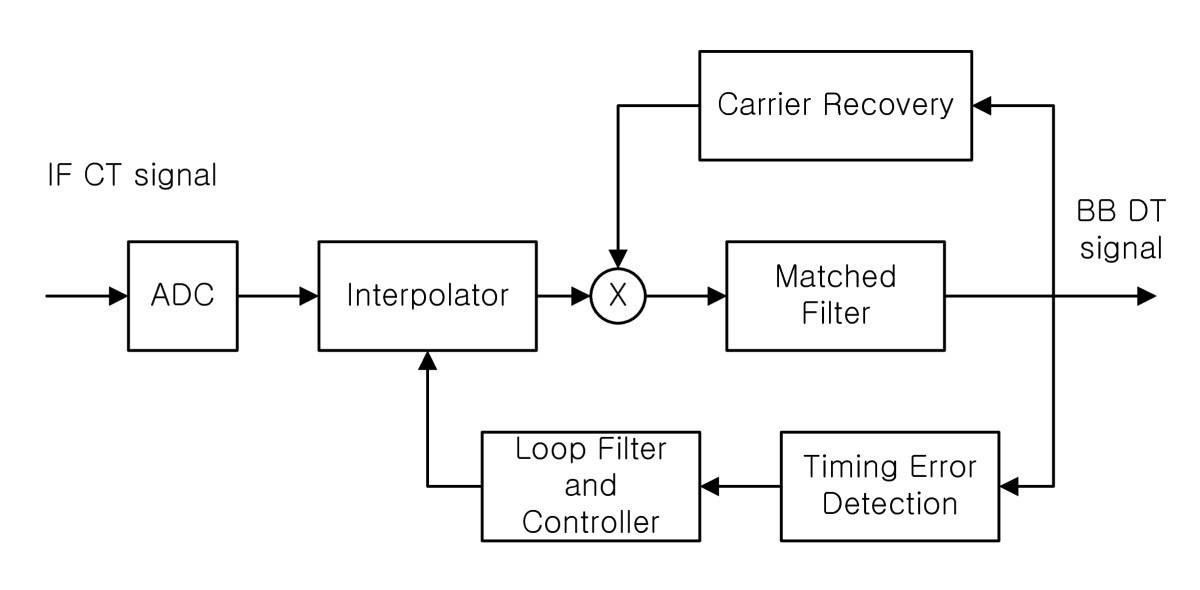 Carrier Recovery
IF CT signal
BB DT
signal
ADC
Interpolator
X
Matched
Filter
Loop Filter
and
Controller
Timing Error
Detection